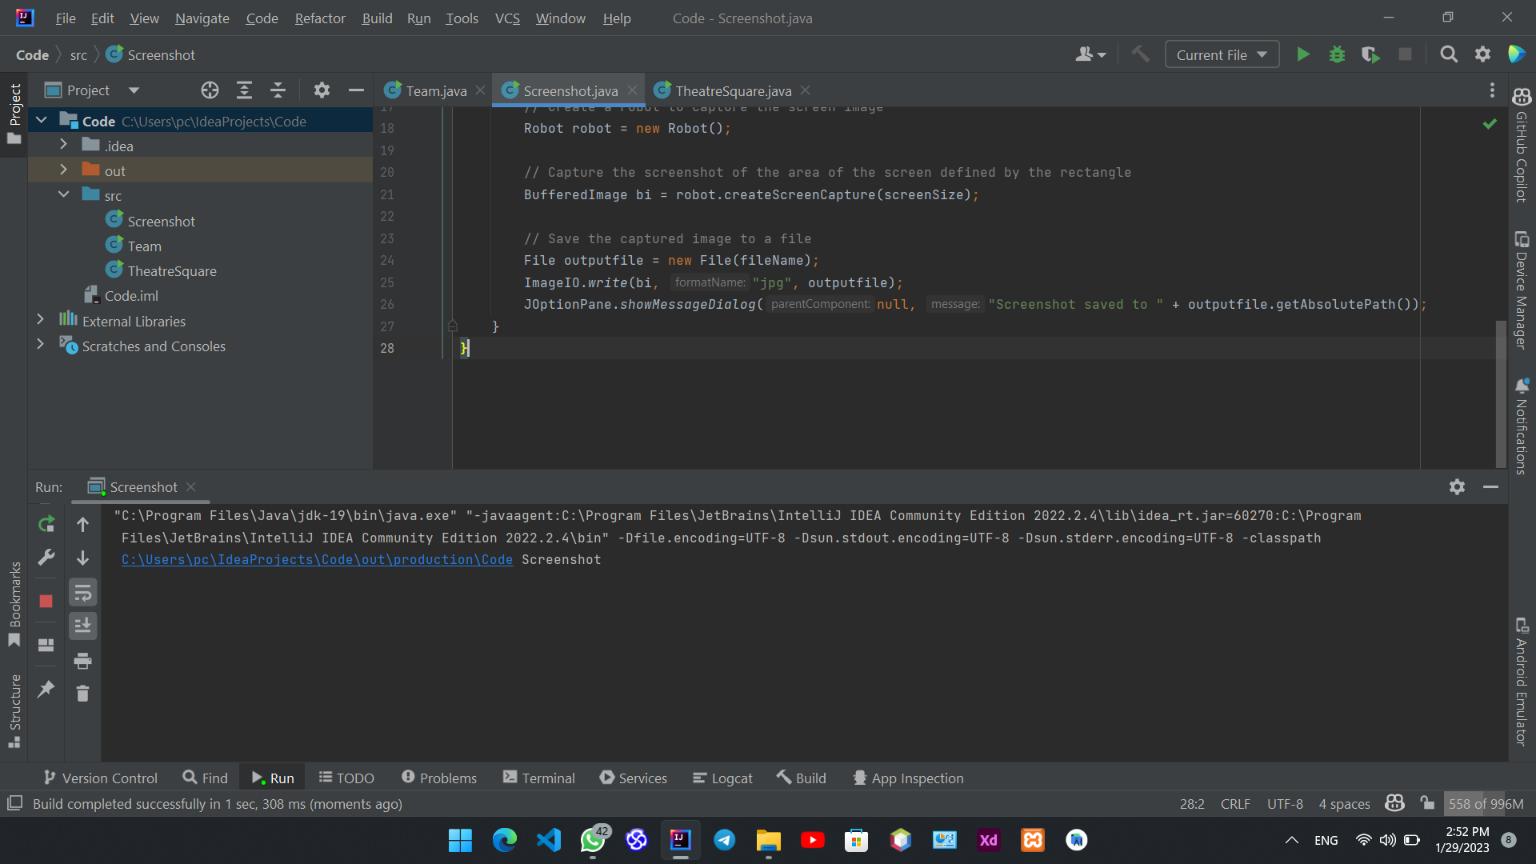 File Edit View Navigate Code Refactor Build Run Tools VCS Window Help Code - Screenshot.java
Code src Screenshot
Current File
Project
Team.java
Screenshot.java
TheatreSquare.java
Project
Code C:\Users\pc\IdeaProjects\Code
.idea
out
src
Screenshot
Team
TheatreSquare
Code.iml
External Libraries
Scratches and Consoles
17 // Create a robot to capture the screen image
18 Robot robot = new Robot();
19
20 // Capture the screenshot of the area of the screen defined by the rectangle
21 BufferedImage bi = robot.createScreenCapture(screenSize);
22
23 // Save the captured image to a file
24 File outputfile = new File(fileName);
25 ImageIO.write(bi, formatName: "jpg", outputfile);
26 JOptionPane.showMessageDialog( parentComponent: null, message: "Screenshot saved to " + outputfile.getAbsolutePath());
27 }
28 }
GitHub Copilot
Device Manager
Notifications
Android Emulator
Bookmarks
Structure
Run: Screenshot
"C:\Program Files\Java\jdk-19\bin\java.exe" "-javaagent:C:\Program Files\JetBrains\IntelliJ IDEA Community Edition 2022.2.4\lib\idea_rt.jar=60270:C:\Program
Files\JetBrains\IntelliJ IDEA Community Edition 2022.2.4\bin" -Dfile.encoding=UTF-8 -Dsun.stdout.encoding=UTF-8 -Dsun.stderr.encoding=UTF-8 -classpath
C:\Users\pc\IdeaProjects\Code\out\production\Code Screenshot
Version Control Find Run TODO Problems Terminal Services Logcat Build App Inspection
Build completed successfully in 1 sec, 308 ms (moments ago)
28:2 CRLF UTF-8 4 spaces 558 of 996M
42
Xd
ENG
2:52 PM
1/29/2023
8